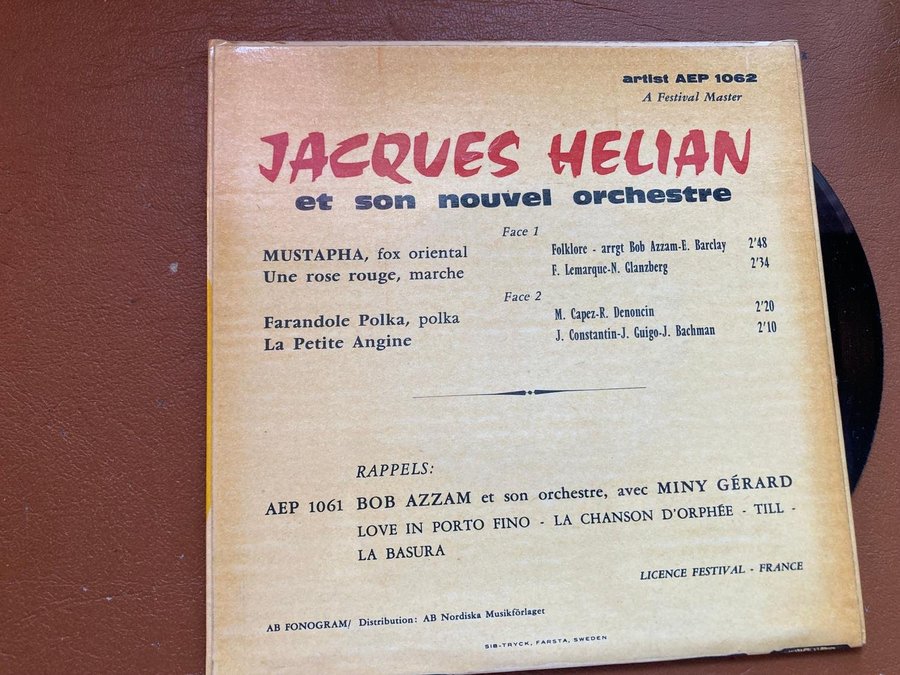 artist AEP 1062
A Festival Master
JACQUES HELIAN
et son nouvel orchestre
Face 1
MUSTAPHA, fox oriental Folklore - arrgt Bob Azzam-E. Barclay 2'48
Une rose rouge, marche F. Lemarque-N. Glanzberg 2'34
Face 2
Farandole Polka, polka M. Capez-R. Denoncin 2'20
La Petite Angine J. Constantin-J. Guigo-J. Bachman 2'10
RAPPELS:
AEP 1061 BOB AZZAM et son orchestre, avec MINY GÉRARD
LOVE IN PORTO FINO - LA CHANSON D'ORPHÉE - TILL -
LA BASURA
LICENCE FESTIVAL - FRANCE
AB FONOGRAM/ Distribution: AB Nordiska Musikförlaget
SIB-TRYCK, FARSTA, SWEDEN